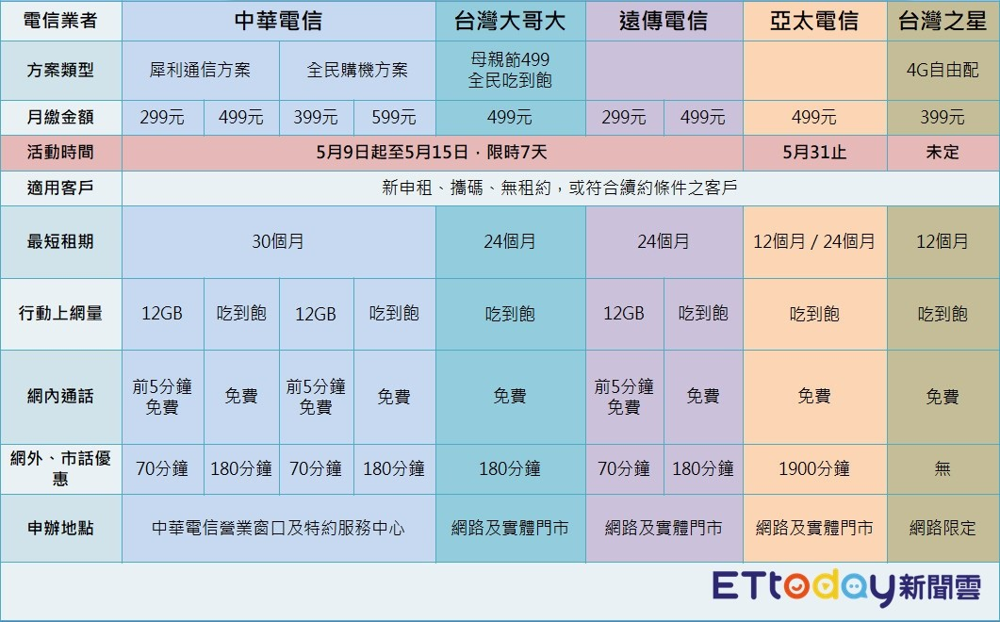 電信業者 中華電信 台灣大哥大 遠傳電信 亞太電信 台灣之星
方案類型 犀利通信方案 全民購機方案 母親節499 4G自由配
全民吃到飽
月繳金額 299元 499元 399元 599元 499元 299元 499元 499元 399元
活動時間 5月9日起至5月15日．限時7天 5月31止 未定
適用客戶 新申租、攜碼、無租約，或符合續約條件之客戶
最短租期 30個月 24個月 24個月 12個月 / 24個月 12個月
行動上網量 12GB 吃到飽 12GB 吃到飽 吃到飽 12GB 吃到飽 吃到飽 吃到飽
網內通話 前5分鐘 免費 前5分鐘 免費 免費 前5分鐘 免費 免費 免費
免費 免費 免費
網外、市話優 70分鐘 180分鐘 70分鐘 180分鐘 180分鐘 70分鐘 180分鐘 1900分鐘 無
惠
申辦地點 中華電信營業窗口及特約服務中心 網路及實體門市 網路及實體門市 網路及實體門市 網路限定
ETtoday新聞雲